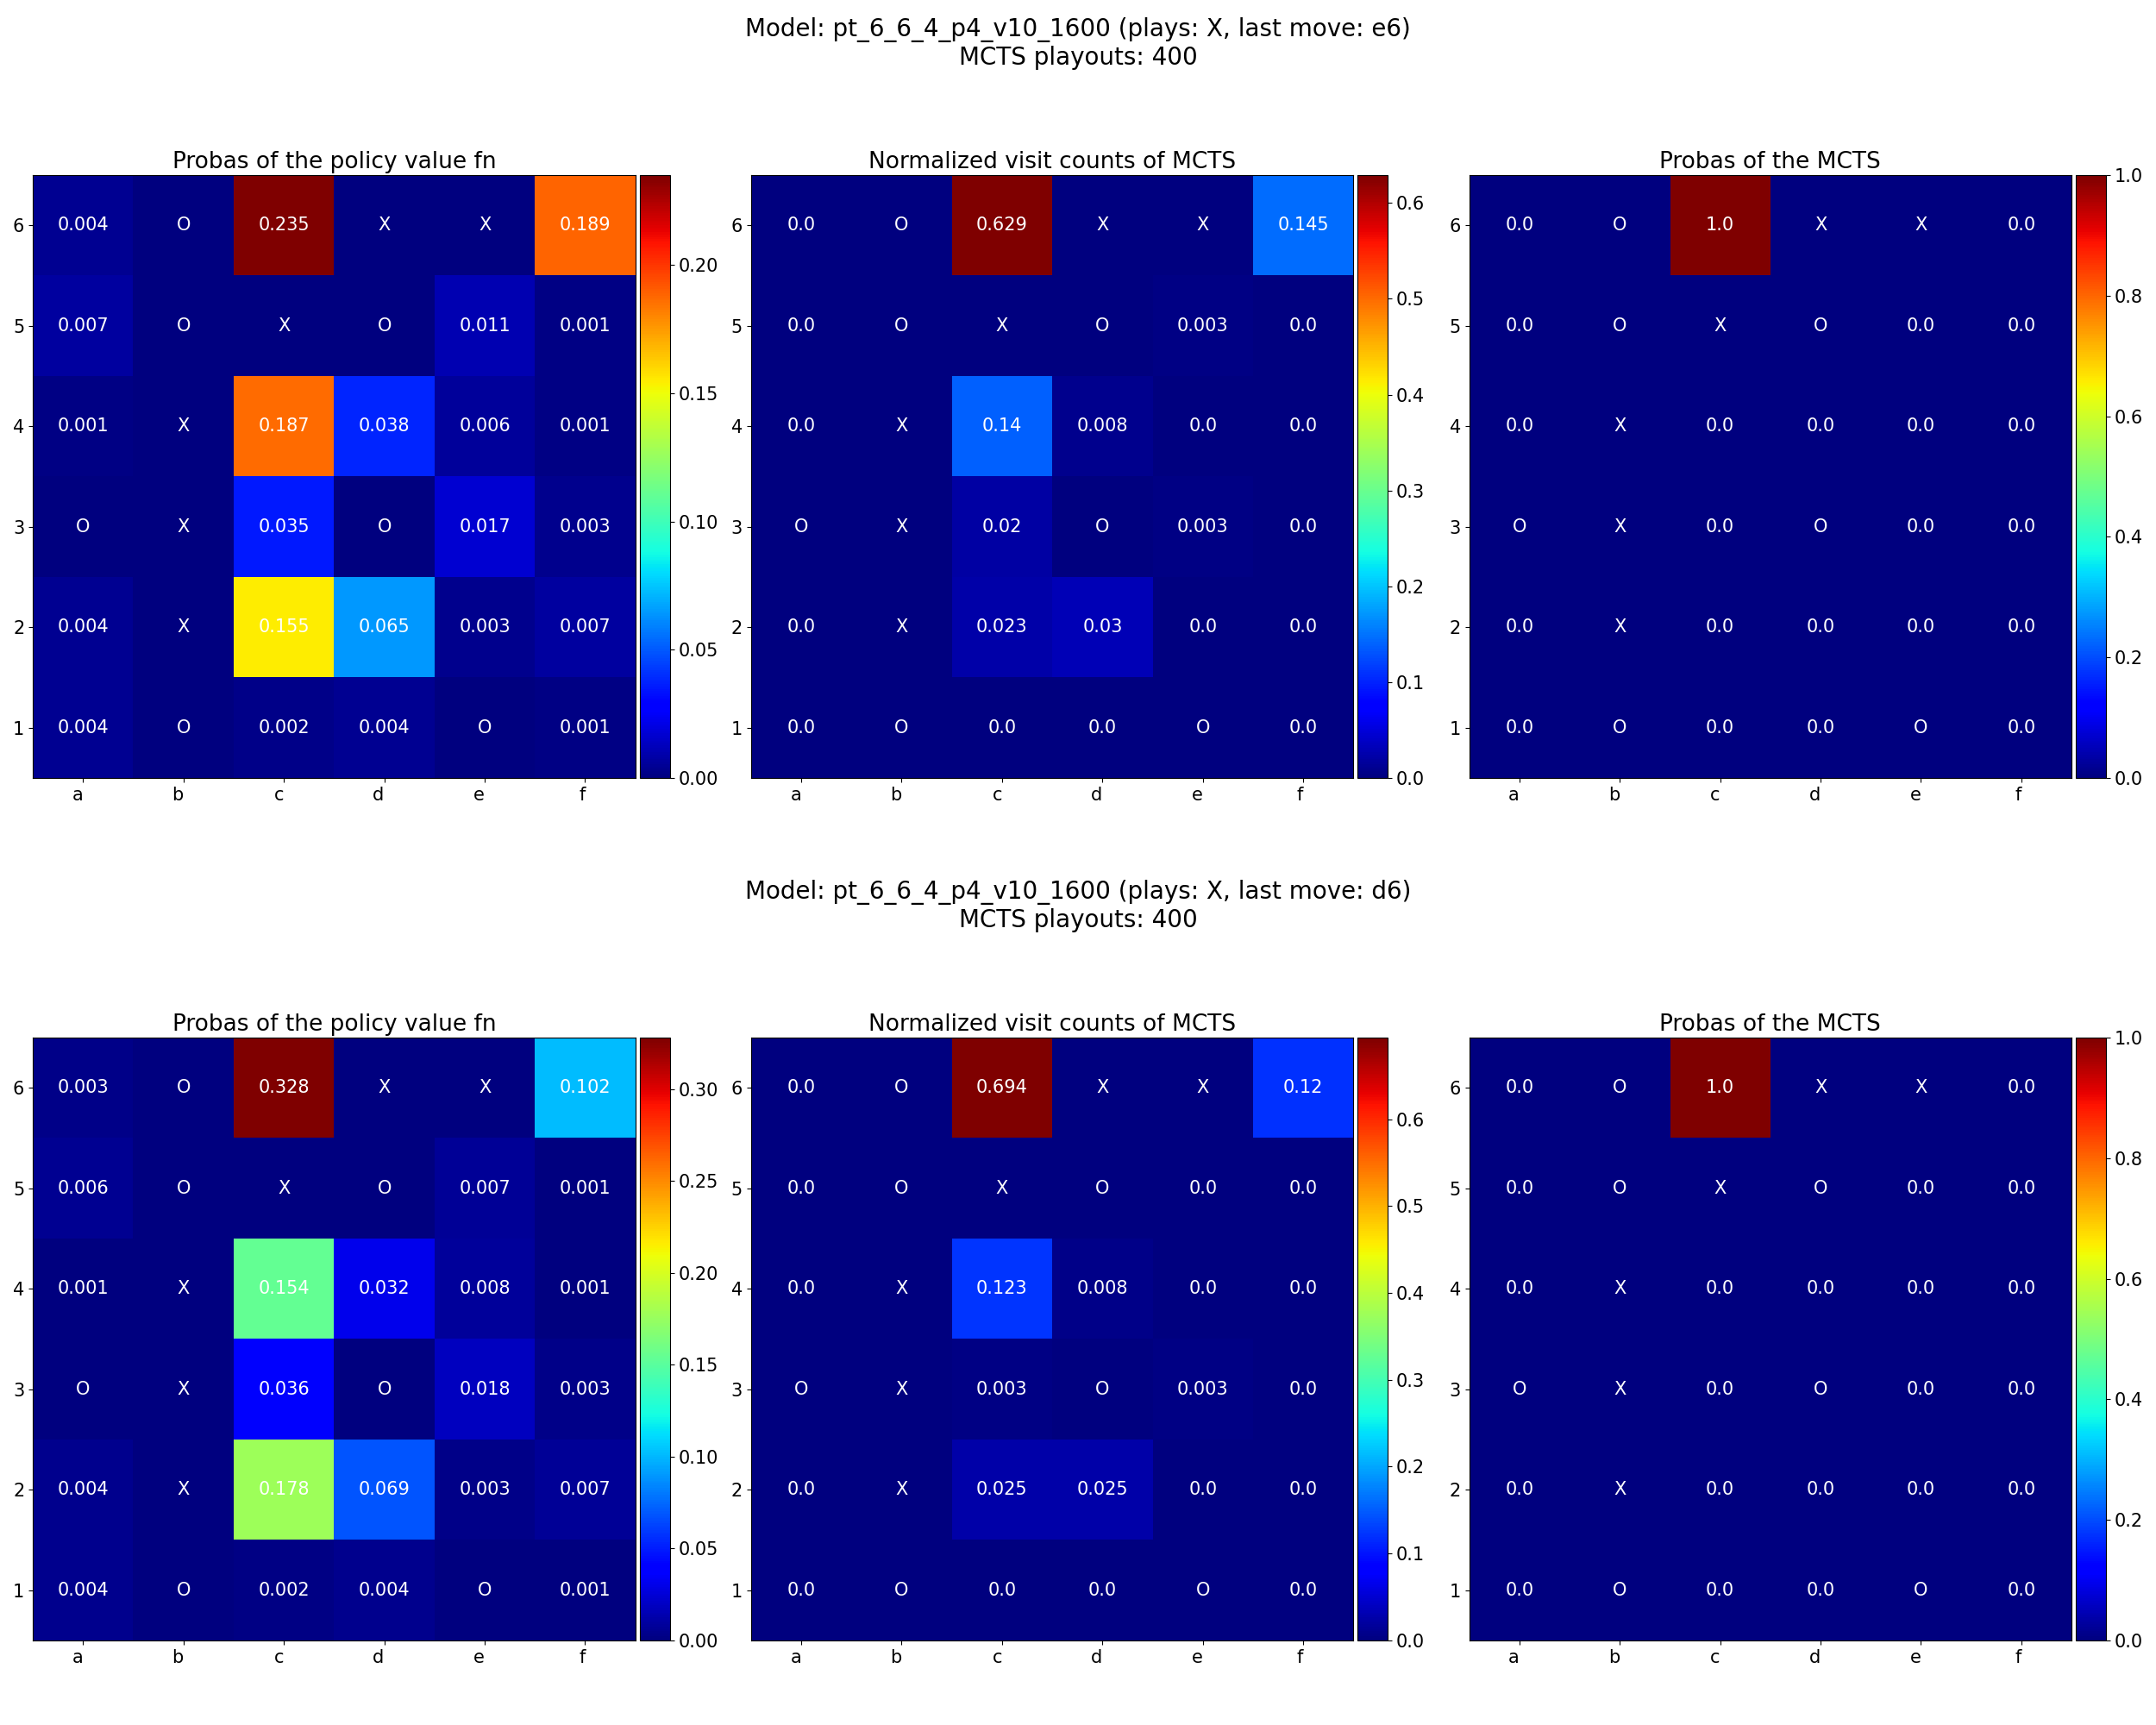 Model: pt_6_6_4_p4_v10_1600 (plays: X, last move: e6)
MCTS playouts: 400
Probas of the policy value fn
Normalized visit counts of MCTS
Probas of the MCTS
6 0.004 O 0.235 X X 0.189
5 0.007 O X O 0.011 0.001
4 0.001 X 0.187 0.038 0.006 0.001
3 O X 0.035 O 0.017 0.003
2 0.004 X 0.155 0.065 0.003 0.007
1 0.004 O 0.002 0.004 O 0.001
a b c d e f
0.20
0.15
0.10
0.05
0.00
6 0.0 O 0.629 X X 0.145
5 0.0 O X O 0.003 0.0
4 0.0 X 0.14 0.008 0.0 0.0
3 O X 0.02 O 0.003 0.0
2 0.0 X 0.023 0.03 0.0 0.0
1 0.0 O 0.0 0.0 O 0.0
a b c d e f
0.6
0.5
0.4
0.3
0.2
0.1
0.0
6 0.0 O 1.0 X X 0.0
5 0.0 O X O 0.0 0.0
4 0.0 X 0.0 0.0 0.0 0.0
3 O X 0.0 O 0.0 0.0
2 0.0 X 0.0 0.0 0.0 0.0
1 0.0 O 0.0 0.0 O 0.0
a b c d e f
1.0
0.8
0.6
0.4
0.2
0.0
Model: pt_6_6_4_p4_v10_1600 (plays: X, last move: d6)
MCTS playouts: 400
Probas of the policy value fn
Normalized visit counts of MCTS
Probas of the MCTS
6 0.003 O 0.328 X X 0.102
5 0.006 O X O 0.007 0.001
4 0.001 X 0.154 0.032 0.008 0.001
3 O X 0.036 O 0.018 0.003
2 0.004 X 0.178 0.069 0.003 0.007
1 0.004 O 0.002 0.004 O 0.001
a b c d e f
0.30
0.25
0.20
0.15
0.10
0.05
0.00
6 0.0 O 0.694 X X 0.12
5 0.0 O X O 0.0 0.0
4 0.0 X 0.123 0.008 0.0 0.0
3 O X 0.003 O 0.003 0.0
2 0.0 X 0.025 0.025 0.0 0.0
1 0.0 O 0.0 0.0 O 0.0
a b c d e f
0.6
0.5
0.4
0.3
0.2
0.1
0.0
6 0.0 O 1.0 X X 0.0
5 0.0 O X O 0.0 0.0
4 0.0 X 0.0 0.0 0.0 0.0
3 O X 0.0 O 0.0 0.0
2 0.0 X 0.0 0.0 0.0 0.0
1 0.0 O 0.0 0.0 O 0.0
a b c d e f
1.0
0.8
0.6
0.4
0.2
0.0